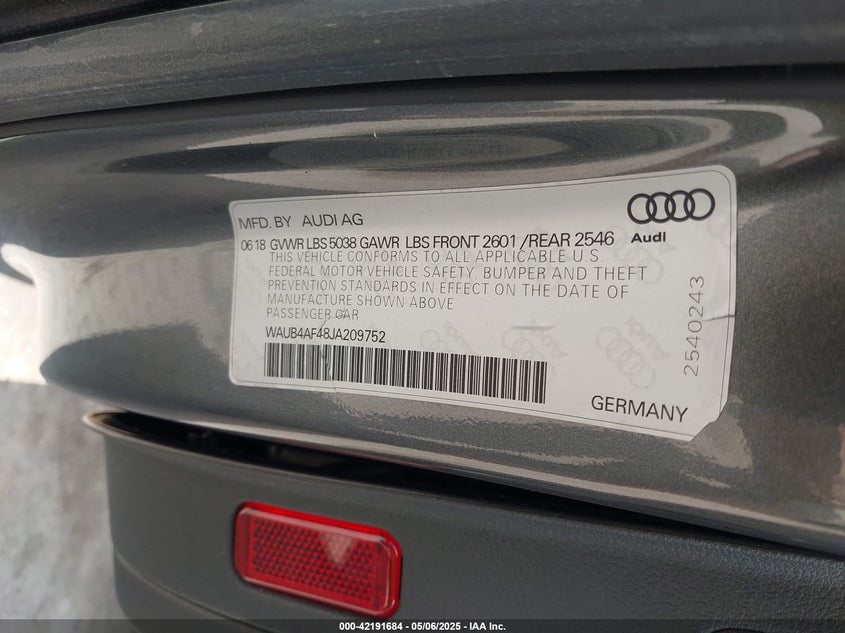 MFD. BY AUDI AG
06 18 GVWR LBS 5038 GAWR LBS FRONT 2601 / REAR 2546
Audi
THIS VEHICLE CONFORMS TO ALL APPLICABLE U.S.
FEDERAL MOTOR VEHICLE SAFETY, BUMPER AND THEFT
PREVENTION STANDARDS IN EFFECT ON THE DATE OF
MANUFACTURE SHOWN ABOVE
PASSENGER CAR
WAUB4AF48JA209752
2540243
GERMANY
000-42191684 | 05/06/2025 – IAA Inc.